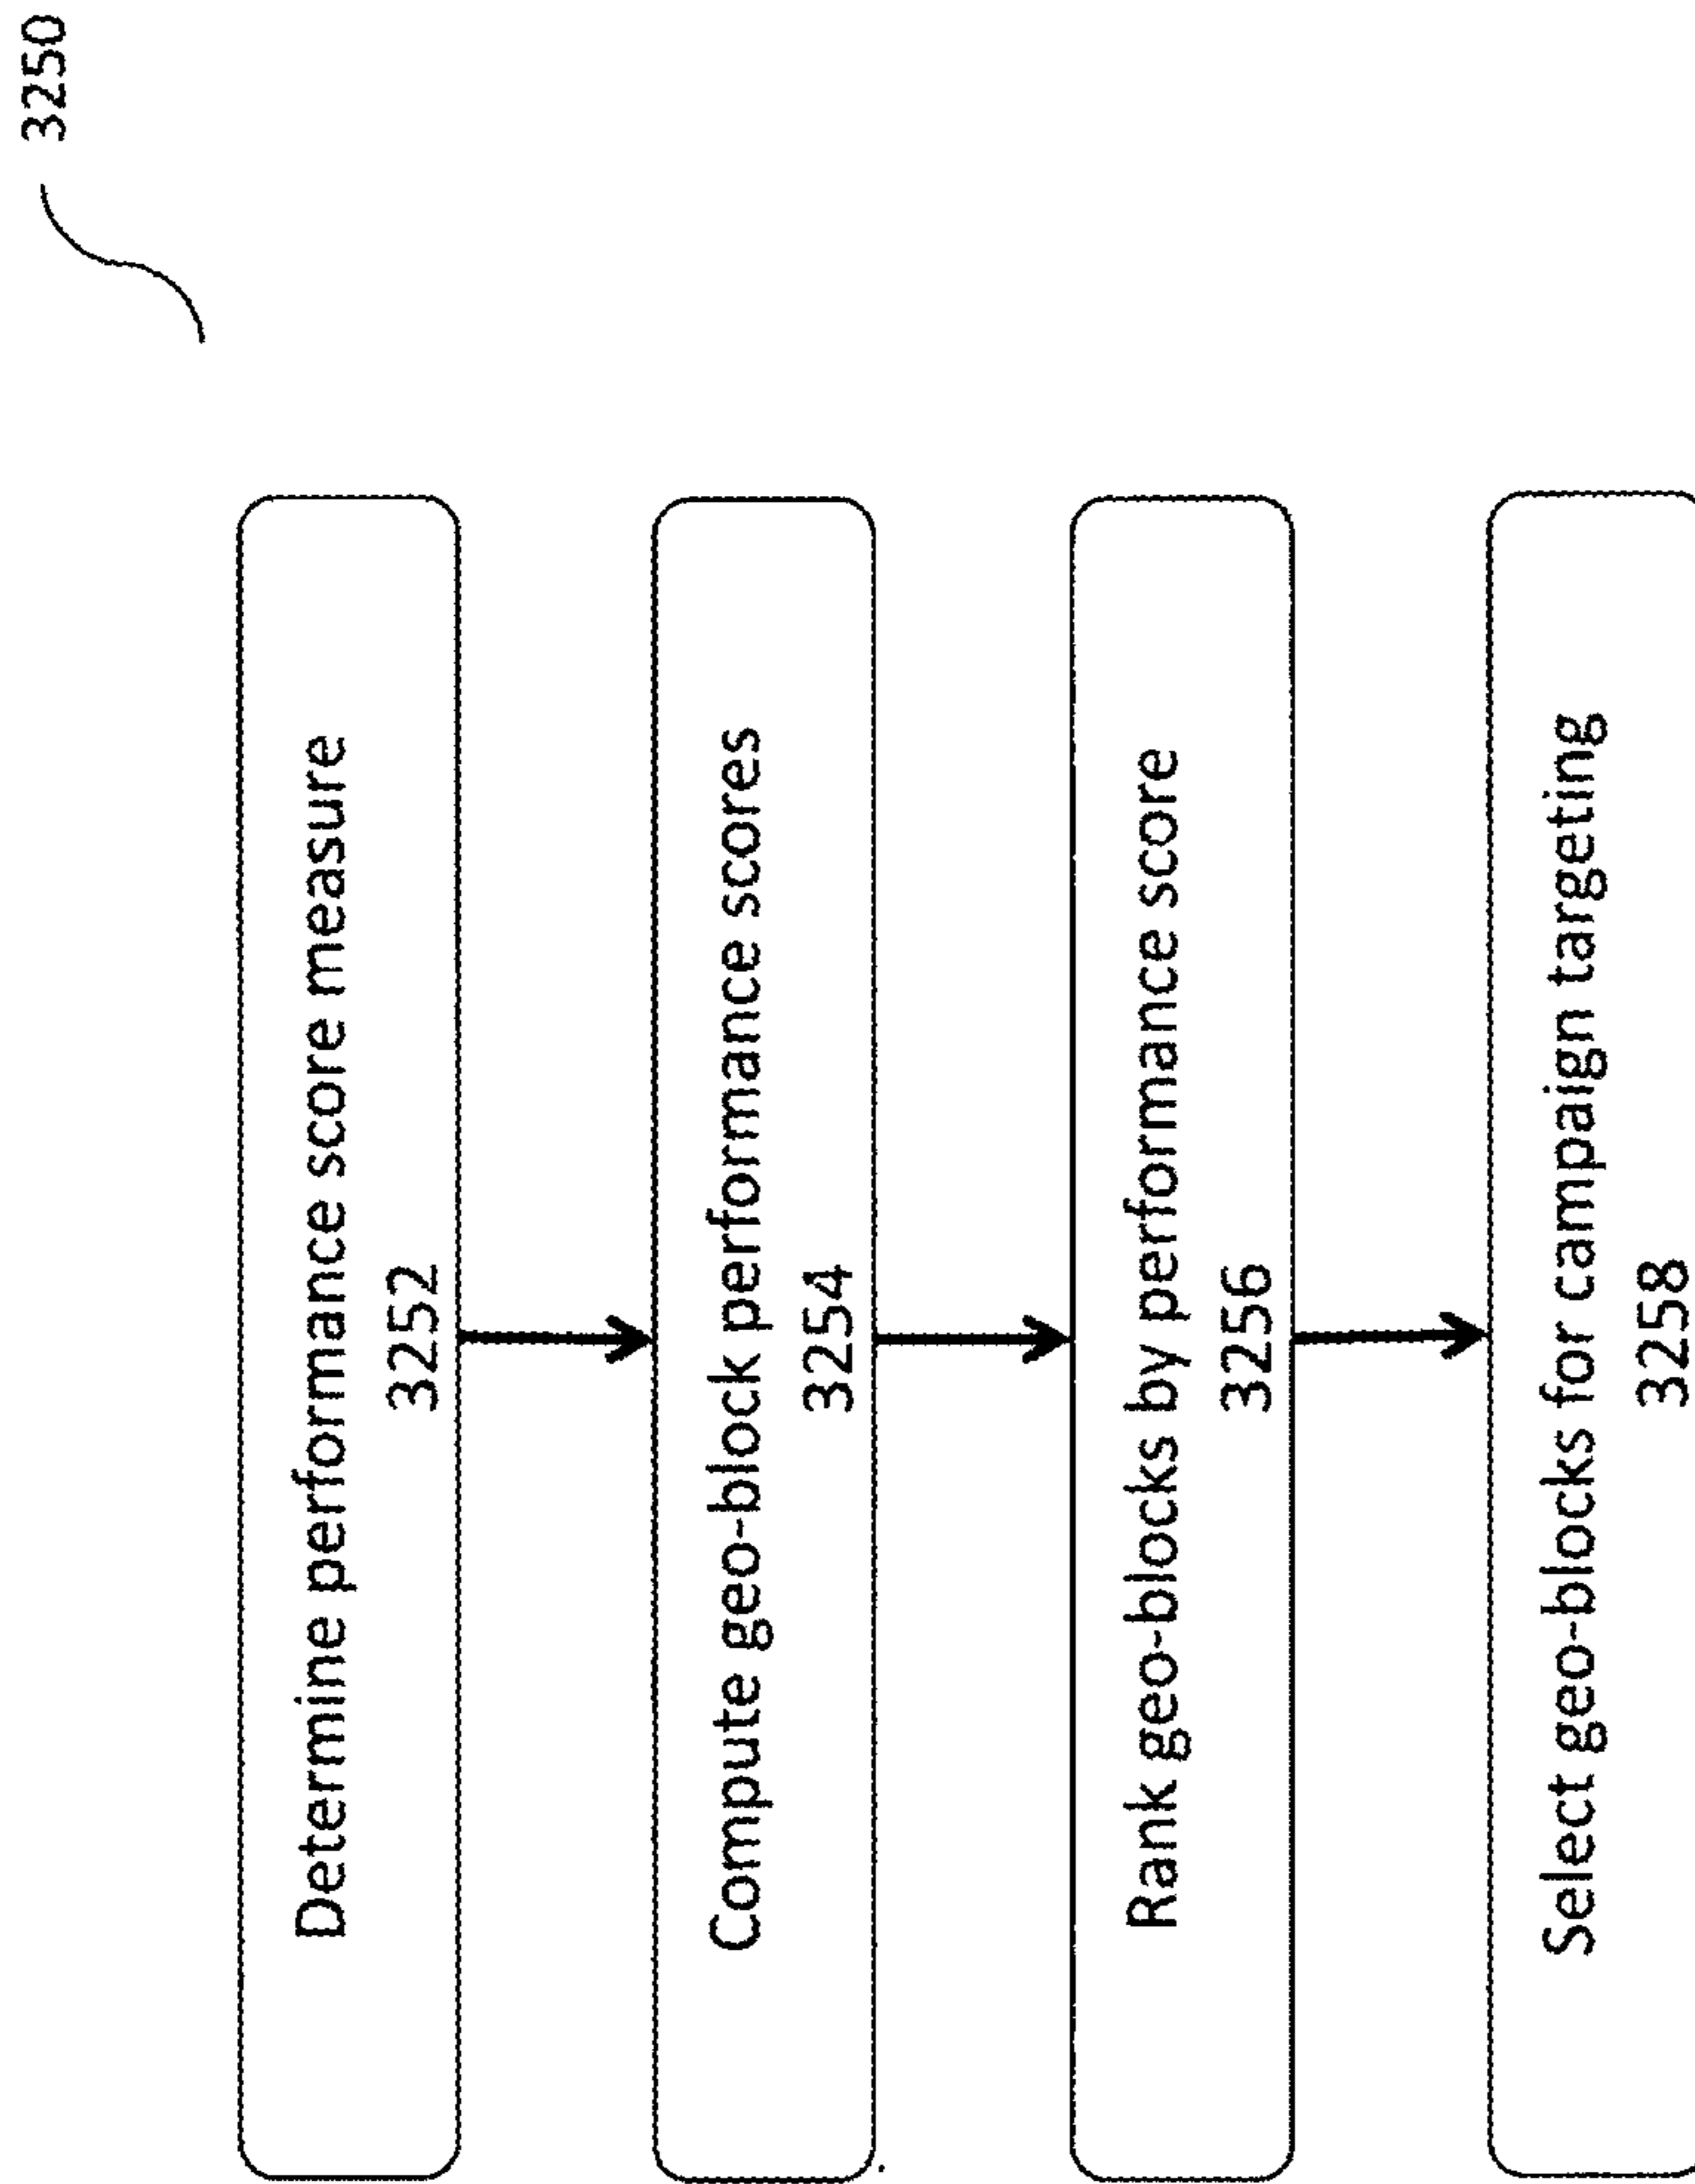 3250
Determine performance score measure
3252
Compute geo-block performance scores
3254
Rank geo-blocks by performance score
3256
Select geo-blocks for campaign targeting
3258